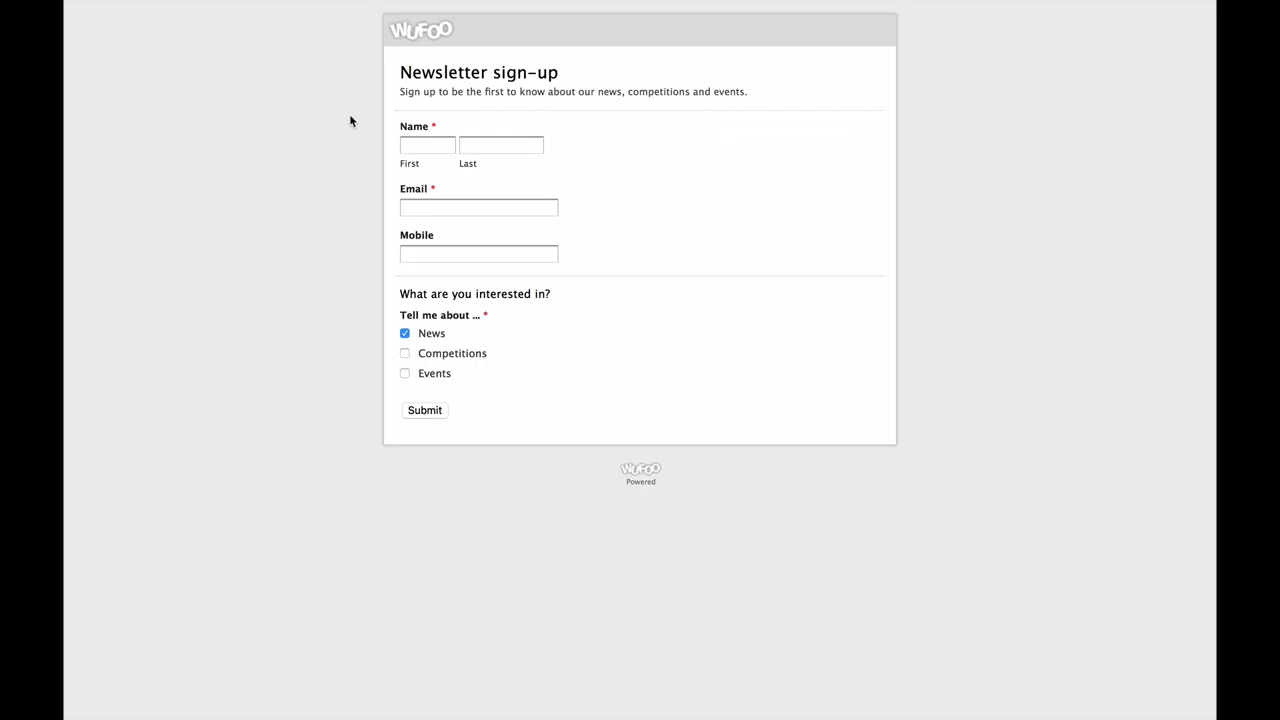 WUFOO
Newsletter sign-up
Sign up to be the first to know about our news, competitions and events.
Name *
First Last
Email *
Mobile
What are you interested in?
Tell me about ... *
News
Competitions
Events
Submit
WUFOO
Powered